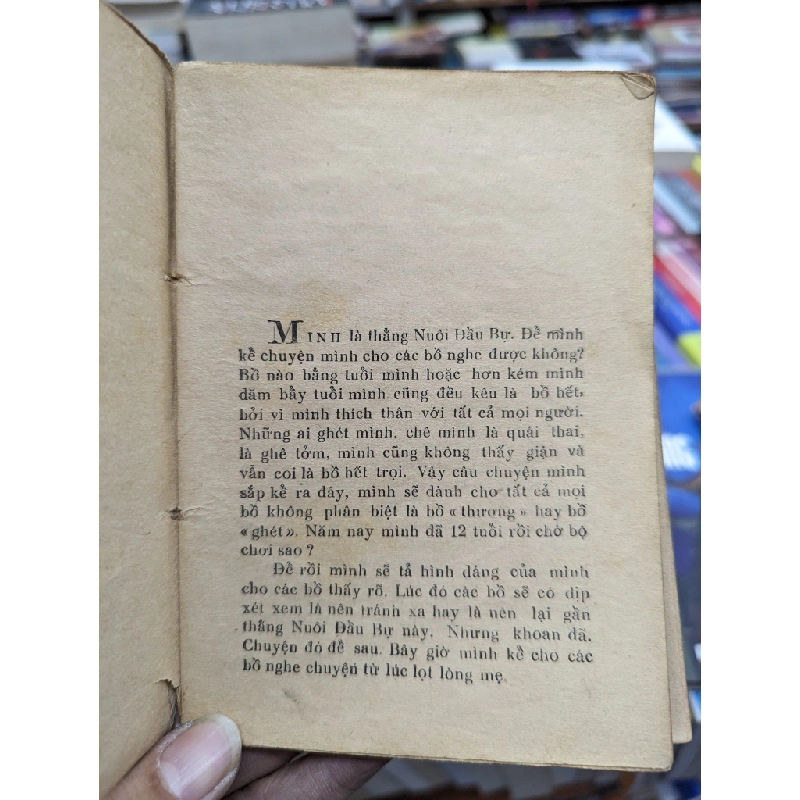 MINH là thằng Nuôi Đầu Bự. Để mình
kể chuyện mình cho các bồ nghe được không?
Bồ nào bằng tuổi mình hoặc hơn kém mình
dăm bẩy tuổi mình cũng đều kêu là bồ hết,
bởi vì mình thích thân với tất cả mọi người.
Những ai ghét mình, chê mình là quái thai,
là ghê tởm, mình cũng không thấy giận và
vẫn coi là bồ hết trọi. Vậy câu chuyện mình
sắp kể ra đây, mình sẽ dành cho tất cả mọi
bồ không phân biệt là bồ «thương» hay bồ
«ghét». Năm nay mình đã 12 tuổi rồi chờ bộ
chơi sao ?
Để rồi mình sẽ tả hình dáng của mình
cho các bồ thấy rõ. Lúc đó các bồ sẽ có dịp
xét xem là nên tránh xa hay là nên lại gần
thằng Nuôi Đầu Bự này. Nhưng khoan đã.
Chuyện đó để sau. Bây giờ mình kể cho các
bồ nghe chuyện từ lúc lọt lòng mẹ.